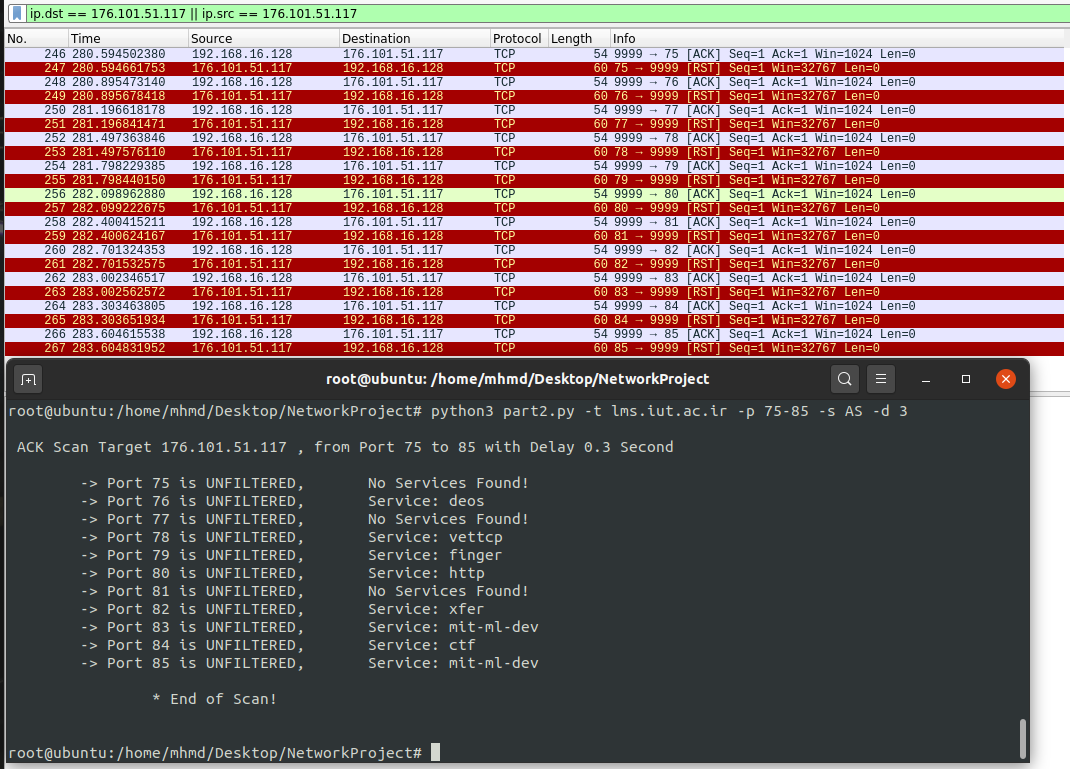 ip.dst == 176.101.51.117 || ip.src == 176.101.51.117
No. Time Source Destination Protocol Length Info
246 280.594502380 192.168.16.128 176.101.51.117 TCP 54 9999 → 75 [ACK] Seq=1 Ack=1 Win=1024 Len=0
247 280.594661753 176.101.51.117 192.168.16.128 TCP 60 75 → 9999 [RST] Seq=1 Win=32767 Len=0
248 280.895473140 192.168.16.128 176.101.51.117 TCP 54 9999 → 76 [ACK] Seq=1 Ack=1 Win=1024 Len=0
249 280.895678418 176.101.51.117 192.168.16.128 TCP 60 76 → 9999 [RST] Seq=1 Win=32767 Len=0
250 281.196618178 192.168.16.128 176.101.51.117 TCP 54 9999 → 77 [ACK] Seq=1 Ack=1 Win=1024 Len=0
251 281.196841471 176.101.51.117 192.168.16.128 TCP 60 77 → 9999 [RST] Seq=1 Win=32767 Len=0
252 281.497363846 192.168.16.128 176.101.51.117 TCP 54 9999 → 78 [ACK] Seq=1 Ack=1 Win=1024 Len=0
253 281.497576110 176.101.51.117 192.168.16.128 TCP 60 78 → 9999 [RST] Seq=1 Win=32767 Len=0
254 281.798229385 192.168.16.128 176.101.51.117 TCP 54 9999 → 79 [ACK] Seq=1 Ack=1 Win=1024 Len=0
255 281.798440150 176.101.51.117 192.168.16.128 TCP 60 79 → 9999 [RST] Seq=1 Win=32767 Len=0
256 282.098962880 192.168.16.128 176.101.51.117 TCP 54 9999 → 80 [ACK] Seq=1 Ack=1 Win=1024 Len=0
257 282.099222675 176.101.51.117 192.168.16.128 TCP 60 80 → 9999 [RST] Seq=1 Win=32767 Len=0
258 282.400415211 192.168.16.128 176.101.51.117 TCP 54 9999 → 81 [ACK] Seq=1 Ack=1 Win=1024 Len=0
259 282.400624167 176.101.51.117 192.168.16.128 TCP 60 81 → 9999 [RST] Seq=1 Win=32767 Len=0
260 282.701324353 192.168.16.128 176.101.51.117 TCP 54 9999 → 82 [ACK] Seq=1 Ack=1 Win=1024 Len=0
261 282.701532575 176.101.51.117 192.168.16.128 TCP 60 82 → 9999 [RST] Seq=1 Win=32767 Len=0
262 283.002346517 192.168.16.128 176.101.51.117 TCP 54 9999 → 83 [ACK] Seq=1 Ack=1 Win=1024 Len=0
263 283.002562572 176.101.51.117 192.168.16.128 TCP 60 83 → 9999 [RST] Seq=1 Win=32767 Len=0
264 283.303463805 192.168.16.128 176.101.51.117 TCP 54 9999 → 84 [ACK] Seq=1 Ack=1 Win=1024 Len=0
265 283.303651934 176.101.51.117 192.168.16.128 TCP 60 84 → 9999 [RST] Seq=1 Win=32767 Len=0
266 283.604615538 192.168.16.128 176.101.51.117 TCP 54 9999 → 85 [ACK] Seq=1 Ack=1 Win=1024 Len=0
267 283.604831952 176.101.51.117 192.168.16.128 TCP 60 85 → 9999 [RST] Seq=1 Win=32767 Len=0
root@ubuntu: /home/mhmd/Desktop/NetworkProject
root@ubuntu:/home/mhmd/Desktop/NetworkProject# python3 part2.py -t lms.iut.ac.ir -p 75-85 -s AS -d 3
ACK Scan Target 176.101.51.117 , from Port 75 to 85 with Delay 0.3 Second
-> Port 75 is UNFILTERED, No Services Found!
-> Port 76 is UNFILTERED, Service: deos
-> Port 77 is UNFILTERED, No Services Found!
-> Port 78 is UNFILTERED, Service: vettcp
-> Port 79 is UNFILTERED, Service: finger
-> Port 80 is UNFILTERED, Service: http
-> Port 81 is UNFILTERED, No Services Found!
-> Port 82 is UNFILTERED, Service: xfer
-> Port 83 is UNFILTERED, Service: mit-ml-dev
-> Port 84 is UNFILTERED, Service: ctf
-> Port 85 is UNFILTERED, Service: mit-ml-dev
* End of Scan!
root@ubuntu:/home/mhmd/Desktop/NetworkProject#